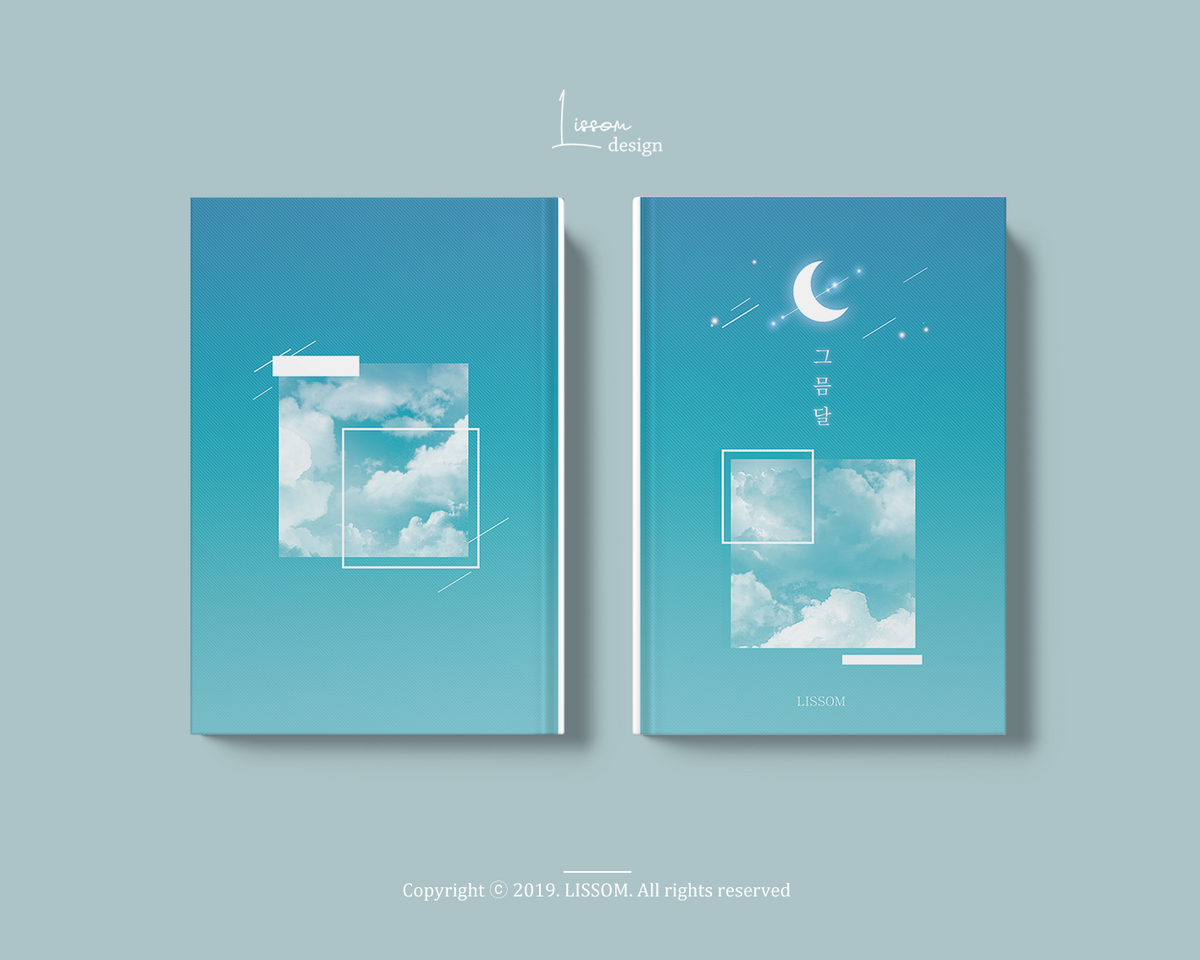 Lissom
design
그
믐
달
LISSOM
Copyright ⓒ 2019. LISSOM. All rights reserved